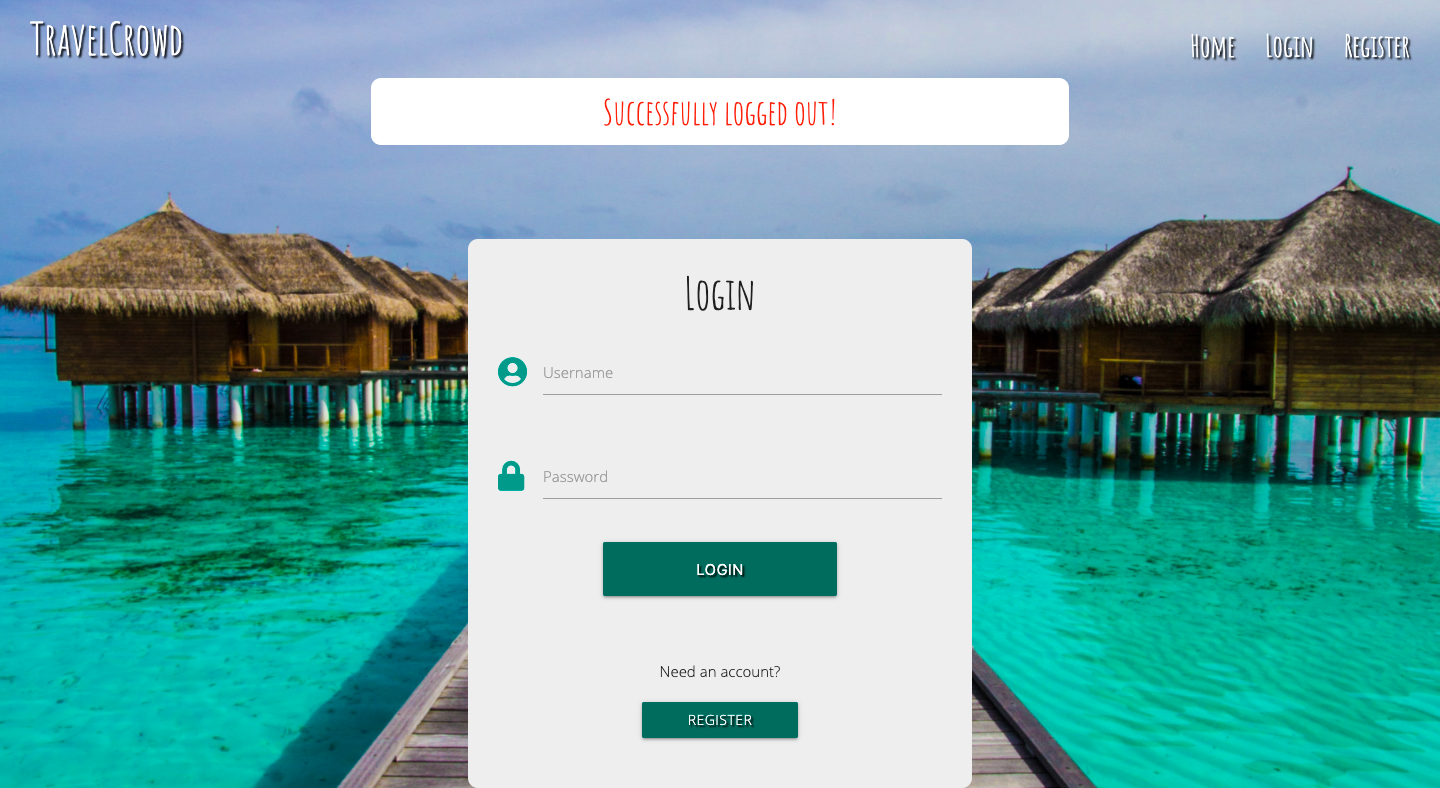 TravelCrowd
Home Login Register
Successfully logged out!
Login
Username
Password
LOGIN
Need an account?
REGISTER